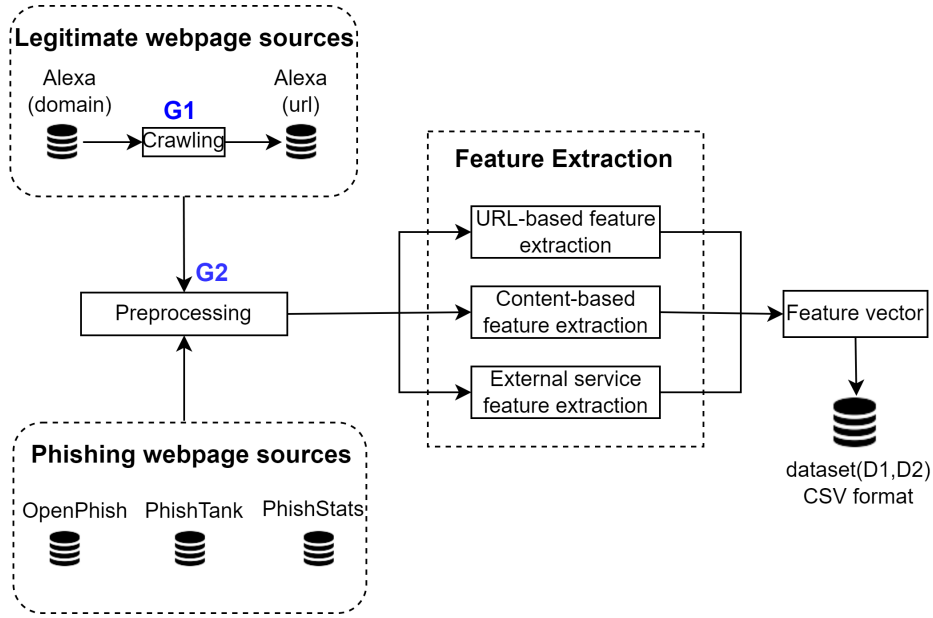 Legitimate webpage sources
Alexa
(domain)
G1
Crawling
Alexa
(url)
G2
Preprocessing
Phishing webpage sources
OpenPhish
PhishTank
PhishStats
Feature Extraction
URL-based feature
extraction
Content-based
feature extraction
External service
feature extraction
Feature vector
dataset(D1,D2)
CSV format